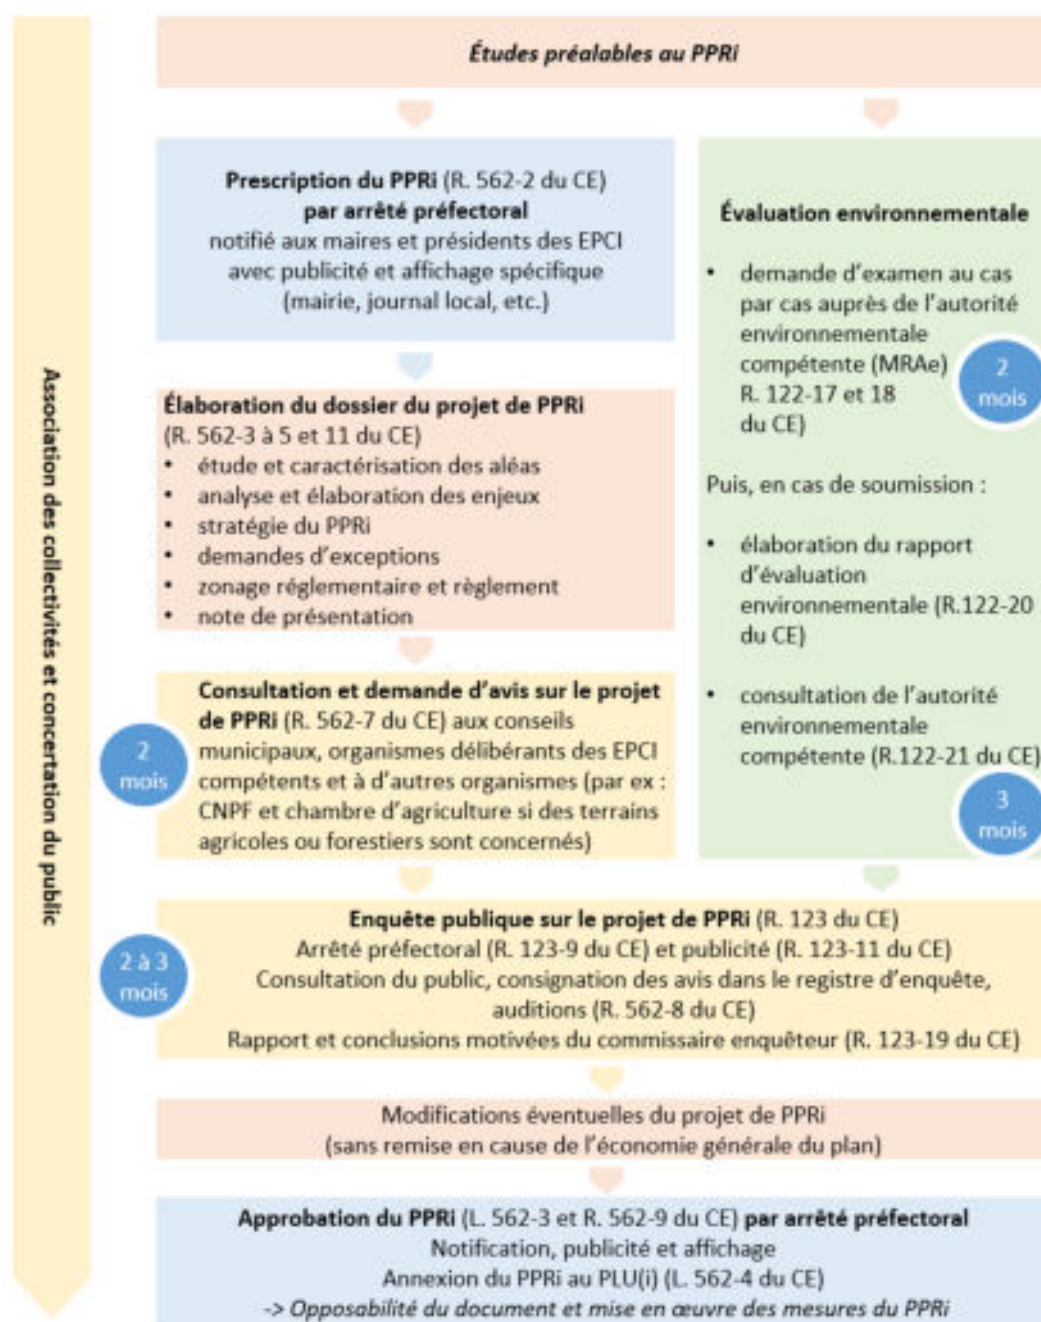 Études préalables au PPRi
Association des collectivités et concertation du public
Prescription du PPRi (R. 562-2 du CE)
par arrêté préfectoral
notifié aux maires et présidents des EPCI
avec publicité et affichage spécifique
(mairie, journal local, etc.)
Élaboration du dossier du projet de PPRi
(R. 562-3 à 5 et 11 du CE)
• étude et caractérisation des aléas
• analyse et élaboration des enjeux
• stratégie du PPRi
• demandes d'exceptions
• zonage réglementaire et règlement
• note de présentation
Consultation et demande d'avis sur le projet
de PPRi (R. 562-7 du CE) aux conseils
municipaux, organismes délibérants des EPCI
compétents et à d'autres organismes (par ex :
CNPF et chambre d'agriculture si des terrains
agricoles ou forestiers sont concernés)
2
mois
Évaluation environnementale
• demande d'examen au cas
par cas auprès de l'autorité
environnementale
compétente (MRAe)
R. 122-17 et 18
du CE)
2
mois
Puis, en cas de soumission :
• élaboration du rapport
d'évaluation
environnementale (R.122-20
du CE)
• consultation de l'autorité
environnementale
compétente (R.122-21 du CE)
3
mois
Enquête publique sur le projet de PPRi (R. 123 du CE)
Arrêté préfectoral (R. 123-9 du CE) et publicité (R. 123-11 du CE)
Consultation du public, consignation des avis dans le registre d'enquête,
auditions (R. 562-8 du CE)
Rapport et conclusions motivées du commissaire enquêteur (R. 123-19 du CE)
2 à 3
mois
Modifications éventuelles du projet de PPRi
(sans remise en cause de l'économie générale du plan)
Approbation du PPRi (L. 562-3 et R. 562-9 du CE) par arrêté préfectoral
Notification, publicité et affichage
Annexion du PPRi au PLU(i) (L. 562-4 du CE)
-> Opposabilité du document et mise en œuvre des mesures du PPRi